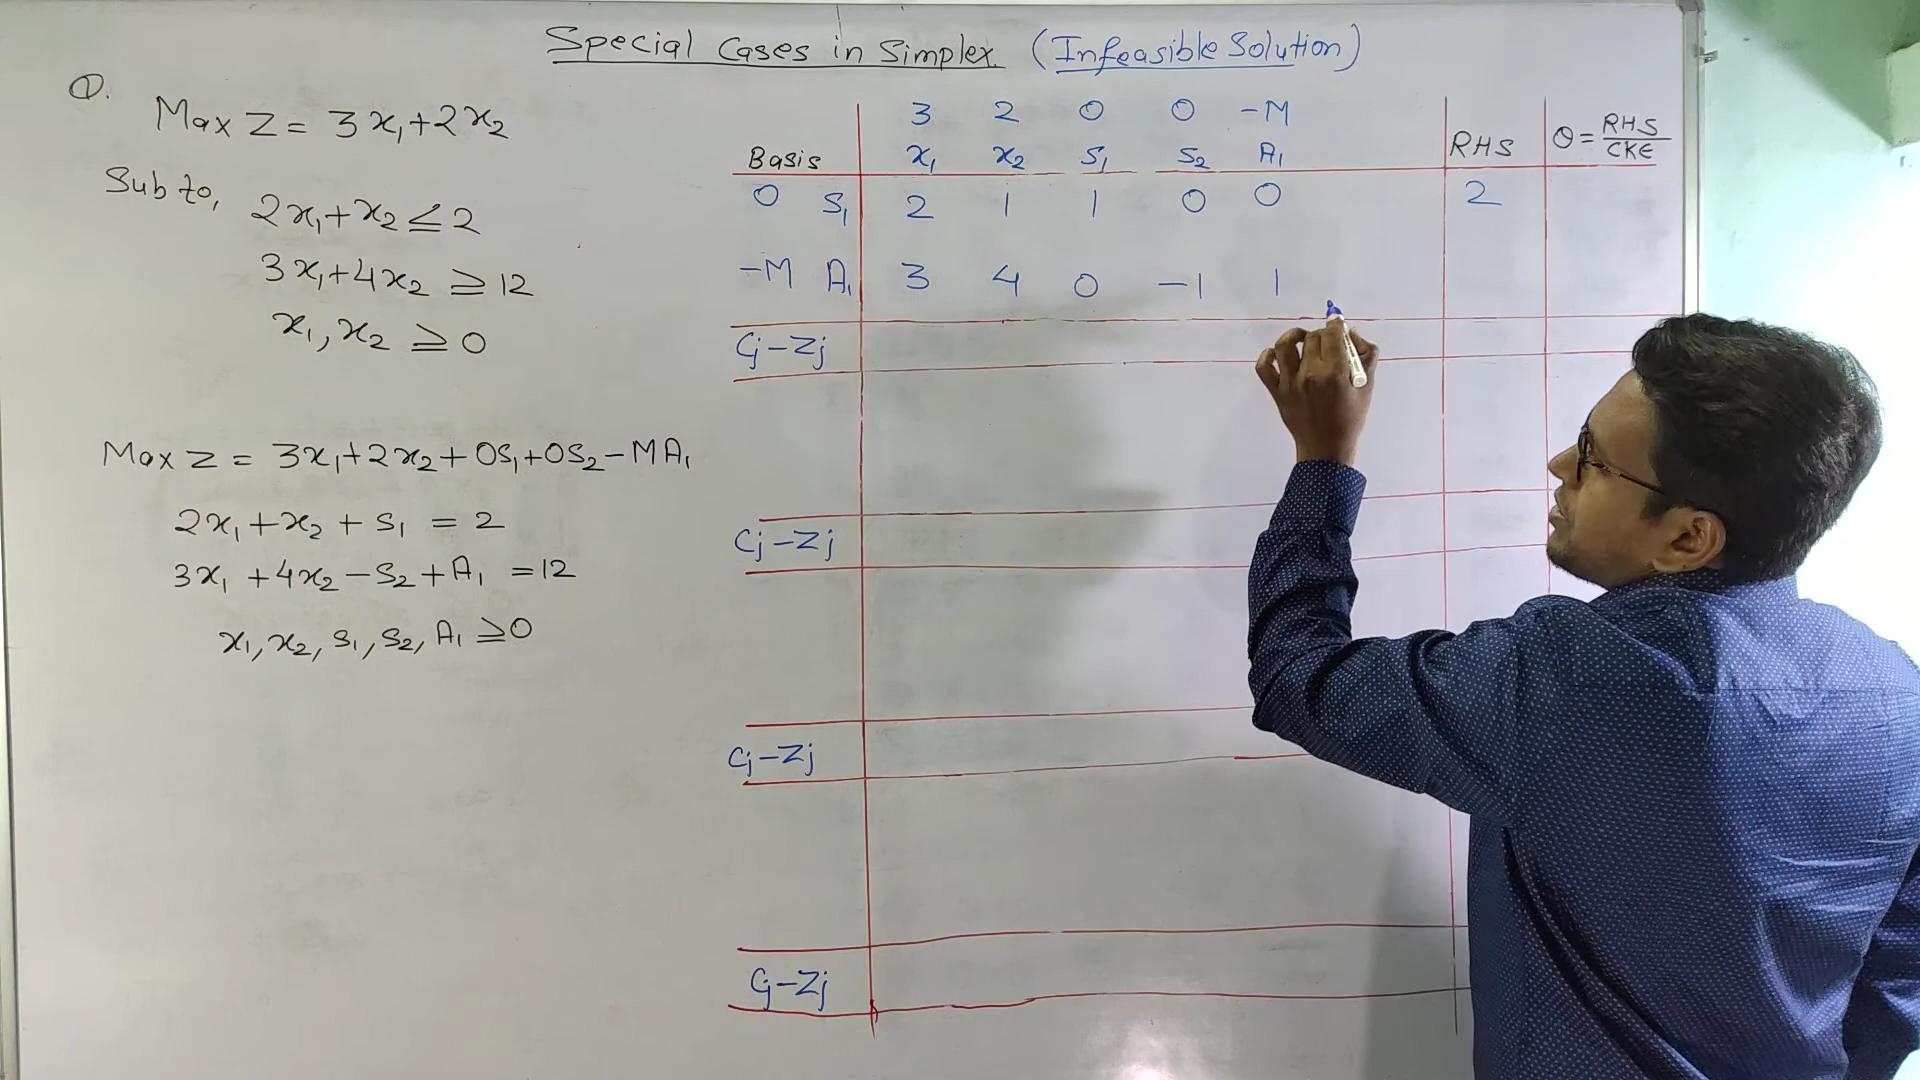 Special Cases in Simplex (Infeasible Solution)
Q.
Max Z = 3x₁+2x₂
Sub to,
2x₁+x₂ ≤ 2
3x₁+4x₂ ≥ 12
x₁, x₂ ≥ 0
Max Z = 3x₁+2x₂+0S₁+0S₂-MA₁
2x₁ + x₂ + S₁ = 2
3x₁ + 4x₂ - S₂ + A₁ = 12
x₁, x₂, S₁, S₂, A₁ ≥ 0
3 2 0 0 -M
Basis x₁ x₂ S₁ S₂ A₁ RHS θ = RHS/CKE
0 S₁ 2 1 1 0 0 2
-M A₁ 3 4 0 -1 1
Cj-Zj
Cj-Zj
Cj-Zj
Cj-Zj